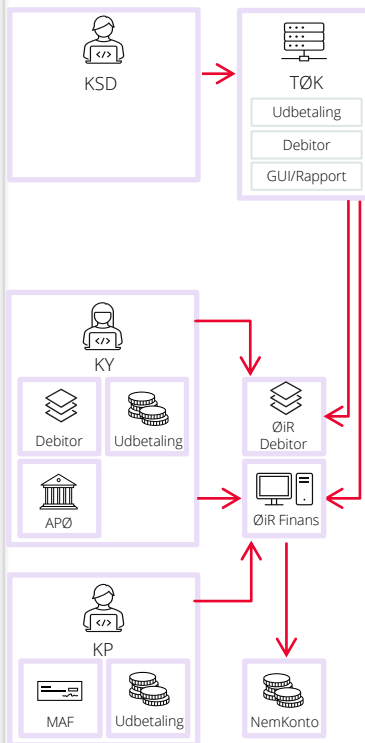 KSD
TØK
Udbetaling
Debitor
GUI/Rapport
KY
Debitor
Udbetaling
ØiR
Debitor
APØ
ØiR Finans
KP
MAF
Udbetaling
NemKonto